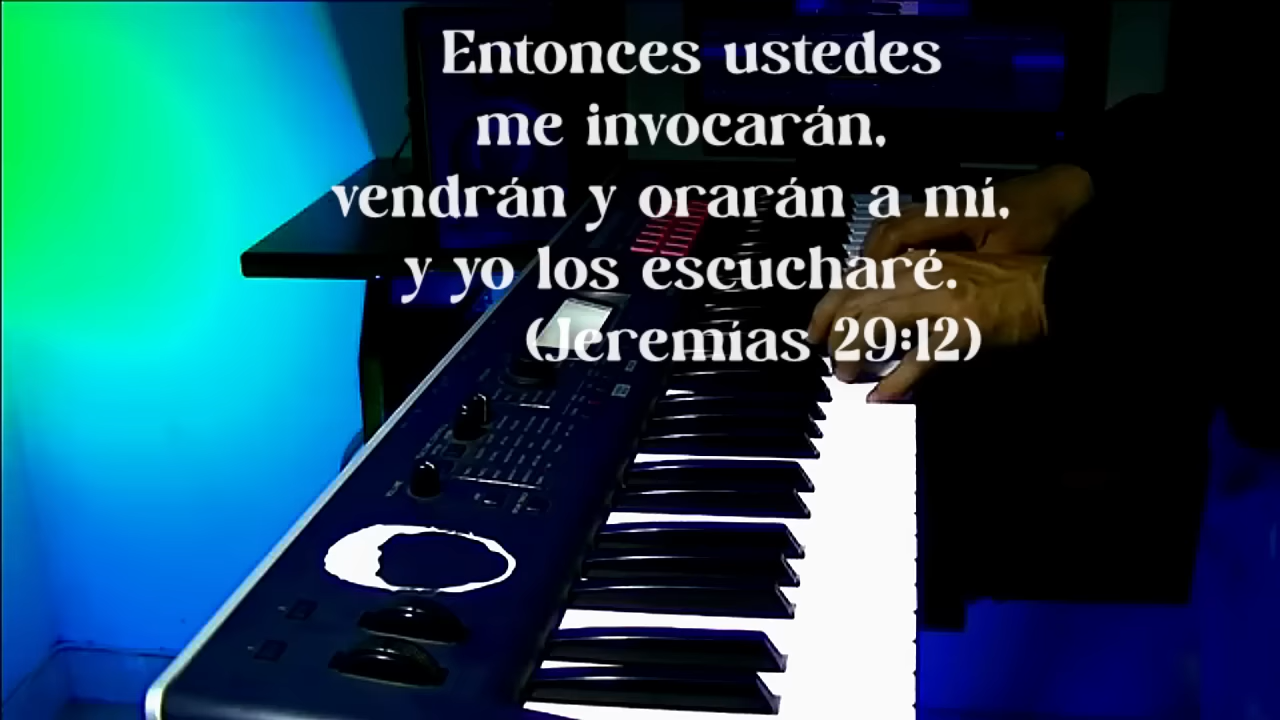 Entonces ustedes
me invocarán,
vendrán y orarán a mí,
y yo los escucharé.
(Jeremías 29:12)